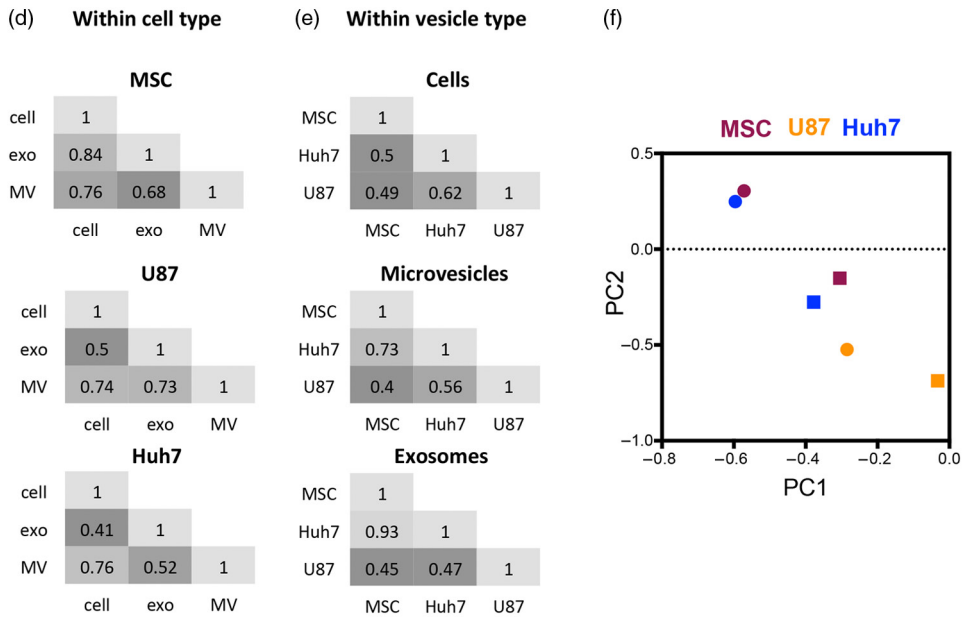 (d) Within cell type
MSC
cell 1
exo 0.84 1
MV 0.76 0.68 1
cell exo MV
U87
cell 1
exo 0.5 1
MV 0.74 0.73 1
cell exo MV
Huh7
cell 1
exo 0.41 1
MV 0.76 0.52 1
cell exo MV
(e) Within vesicle type
Cells
MSC 1
Huh7 0.5 1
U87 0.49 0.62 1
MSC Huh7 U87
Microvesicles
MSC 1
Huh7 0.73 1
U87 0.4 0.56 1
MSC Huh7 U87
Exosomes
MSC 1
Huh7 0.93 1
U87 0.45 0.47 1
MSC Huh7 U87
(f)
MSC U87 Huh7
0.5
0.0
−0.5
−1.0
PC2
−0.8 −0.6 −0.4 −0.2 0.0
PC1